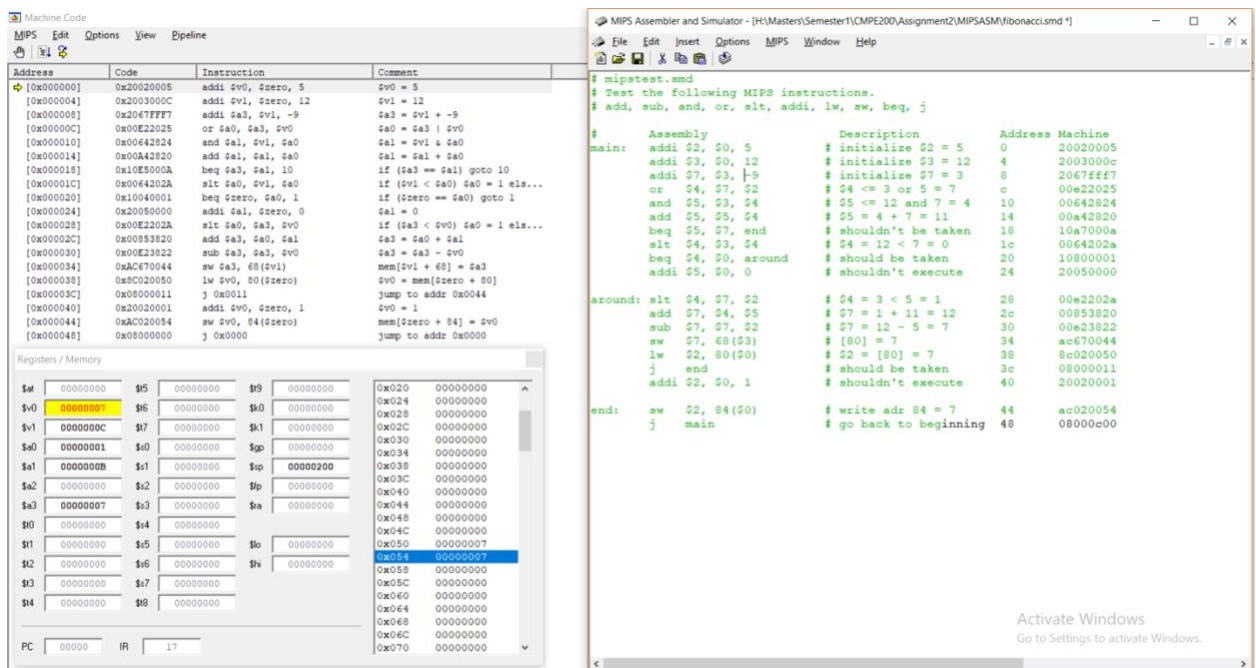 Machine Code
MIPS Edit Options View Pipeline
Address Code Instruction Comment
[0x000000] 0x20020005 addi $v0, $zero, 5 $v0 = 5
[0x000004] 0x2003000C addi $v1, $zero, 12 $v1 = 12
[0x000008] 0x2067FFF7 addi $a3, $v1, -9 $a3 = $v1 + -9
[0x00000C] 0x00E22025 or $a0, $a3, $v0 $a0 = $a3 | $v0
[0x000010] 0x00642824 and $a1, $v1, $a0 $a1 = $v1 & $a0
[0x000014] 0x00A42820 add $a1, $a1, $a0 $a1 = $a1 + $a0
[0x000018] 0x10E5000A beq $a3, $a1, 10 if ($a3 == $a1) goto 10
[0x00001C] 0x0064202A slt $a0, $v1, $a0 if ($v1 < $a0) $a0 = 1 els...
[0x000020] 0x10040001 beq $zero, $a0, 1 if ($zero == $a0) goto 1
[0x000024] 0x20050000 addi $a1, $zero, 0 $a1 = 0
[0x000028] 0x00E2202A slt $a0, $a3, $v0 if ($a3 < $v0) $a0 = 1 els...
[0x00002C] 0x00853820 add $a3, $a0, $a1 $a3 = $a0 + $a1
[0x000030] 0x00E23822 sub $a3, $a3, $v0 $a3 = $a3 - $v0
[0x000034] 0xAC670044 sw $a3, 68($v1) mem[$v1 + 68] = $a3
[0x000038] 0x8C020050 lw $v0, 80($zero) $v0 = mem[$zero + 80]
[0x00003C] 0x08000011 j 0x0011 jump to addr 0x0044
[0x000040] 0x20020001 addi $v0, $zero, 1 $v0 = 1
[0x000044] 0xAC020054 sw $v0, 84($zero) mem[$zero + 84] = $v0
[0x000048] 0x08000000 j 0x0000 jump to addr 0x0000
Registers / Memory
$at 00000000 $t5 00000000 $t9 00000000
$v0 00000007 $t6 00000000 $k0 00000000
$v1 0000000C $t7 00000000 $k1 00000000
$a0 00000001 $s0 00000000 $gp 00000000
$a1 0000000B $s1 00000000 $sp 00000200
$a2 00000000 $s2 00000000 $fp 00000000
$a3 00000007 $s3 00000000 $ra 00000000
$t0 00000000 $s4 00000000
$t1 00000000 $s5 00000000 $lo 00000000
$t2 00000000 $s6 00000000 $hi 00000000
$t3 00000000 $s7 00000000
$t4 00000000 $t8 00000000
PC 00000 IR 17
0x020 00000000
0x024 00000000
0x028 00000000
0x02C 00000000
0x030 00000000
0x034 00000000
0x038 00000000
0x03C 00000000
0x040 00000000
0x044 00000000
0x048 00000000
0x04C 00000000
0x050 00000007
0x054 00000007
0x058 00000000
0x05C 00000000
0x060 00000000
0x064 00000000
0x068 00000000
0x06C 00000000
0x070 00000000
MIPS Assembler and Simulator - [H:\Masters\Semester1\CMPE200\Assignment2\MIPSASM\fibonacci.smd *]
File Edit Insert Options MIPS Window Help
# mipstest.smd
# Test the following MIPS instructions.
# add, sub, and, or, slt, addi, lw, sw, beq, j
# Assembly Description Address Machine
main: addi $2, $0, 5 # initialize $2 = 5 0 20020005
addi $3, $0, 12 # initialize $3 = 12 4 2003000c
addi $7, $3, -9 # initialize $7 = 3 8 2067fff7
or $4, $7, $2 # $4 <= 3 or 5 = 7 c 00e22025
and $5, $3, $4 # $5 <= 12 and 7 = 4 10 00642824
add $5, $5, $4 # $5 = 4 + 7 = 11 14 00a42820
beq $5, $7, end # shouldn't be taken 18 10a7000a
slt $4, $3, $4 # $4 = 12 < 7 = 0 1c 0064202a
beq $4, $0, around # should be taken 20 10800001
addi $5, $0, 0 # shouldn't execute 24 20050000
around: slt $4, $7, $2 # $4 = 3 < 5 = 1 28 00e2202a
add $7, $4, $5 # $7 = 1 + 11 = 12 2c 00853820
sub $7, $7, $2 # $7 = 12 - 5 = 7 30 00e23822
sw $7, 68($3) # [80] = 7 34 ac670044
lw $2, 80($0) # $2 = [80] = 7 38 8c020050
j end # should be taken 3c 08000011
addi $2, $0, 1 # shouldn't execute 40 20020001
end: sw $2, 84($0) # write adr 84 = 7 44 ac020054
j main # go back to beginning 48 08000c00
Activate Windows
Go to Settings to activate Windows.